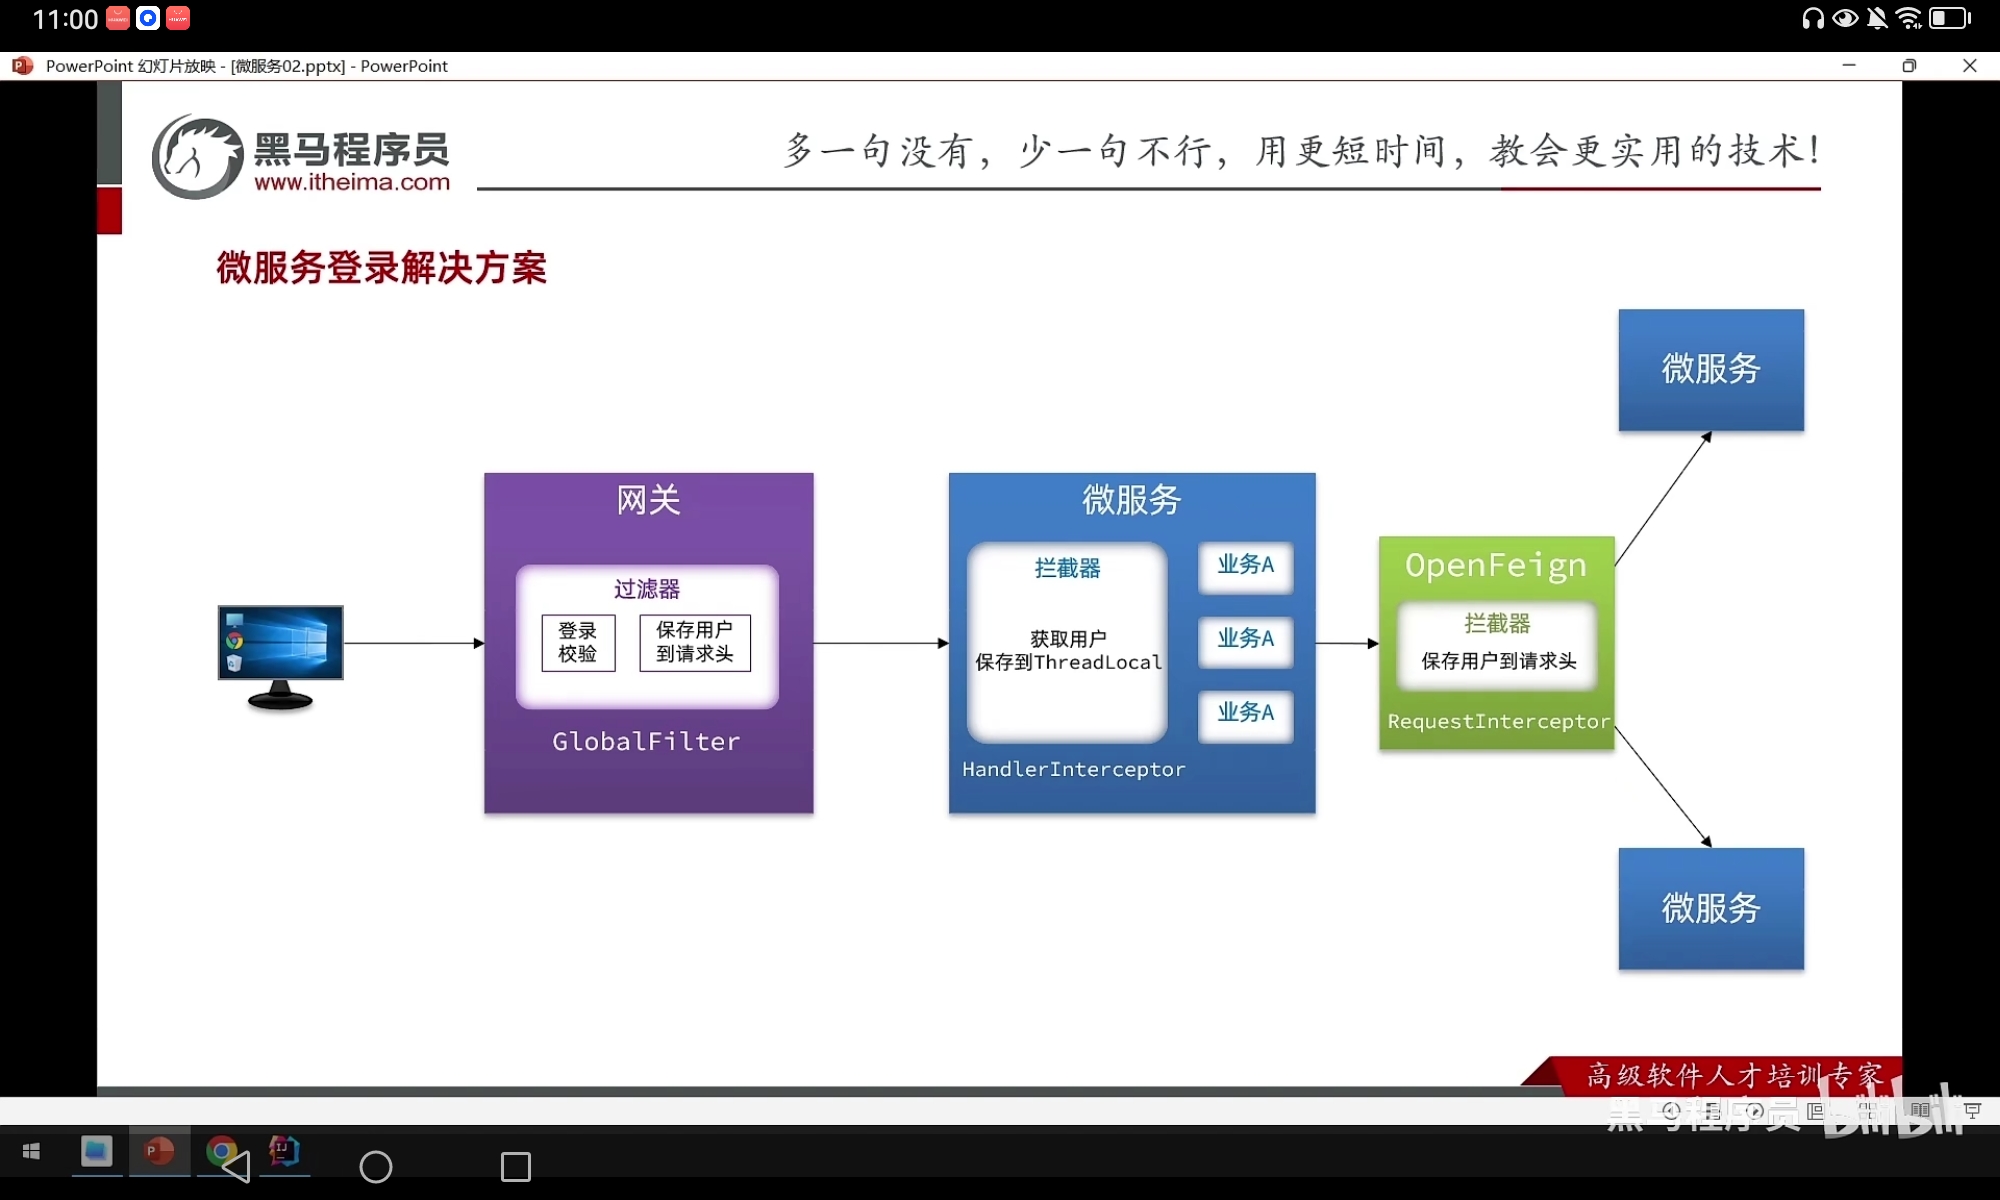 11:00
PowerPoint 幻灯片放映 - [微服务02.pptx] - PowerPoint
黑马程序员
www.itheima.com
多一句没有，少一句不行，用更短时间，教会更实用的技术！
微服务登录解决方案
网关
过滤器
登录
校验
保存用户
到请求头
GlobalFilter
微服务
拦截器
获取用户
保存到ThreadLocal
HandlerInterceptor
业务A
业务A
业务A
OpenFeign
拦截器
保存用户到请求头
RequestInterceptor
微服务
微服务
高级软件人才培训专家
黑马程序员 bilibili